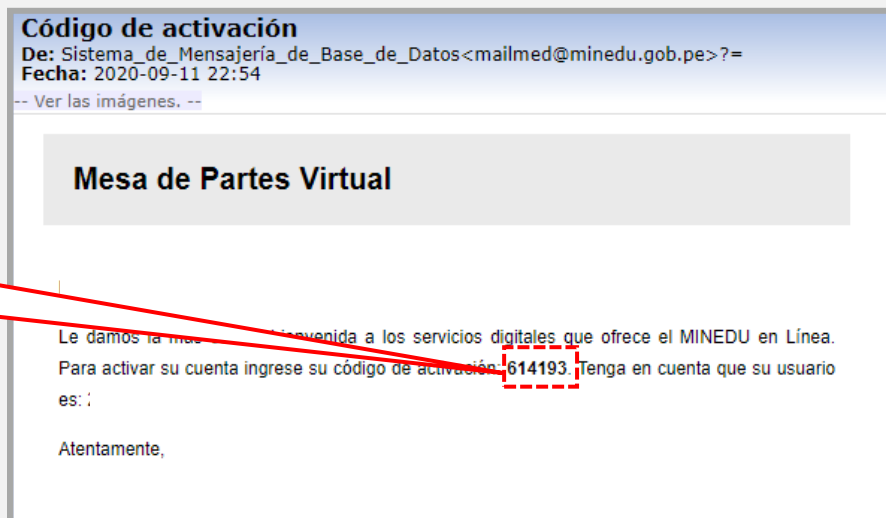 Código de activación
De: Sistema_de_Mensajería_de_Base_de_Datos<mailmed@minedu.gob.pe>?=
Fecha: 2020-09-11 22:54
-- Ver las imágenes. --
Mesa de Partes Virtual
Le damos la bienvenida a los servicios digitales que ofrece el MINEDU en Línea.
Para activar su cuenta ingrese su código de activación: 614193. Tenga en cuenta que su usuario
es:
Atentamente,